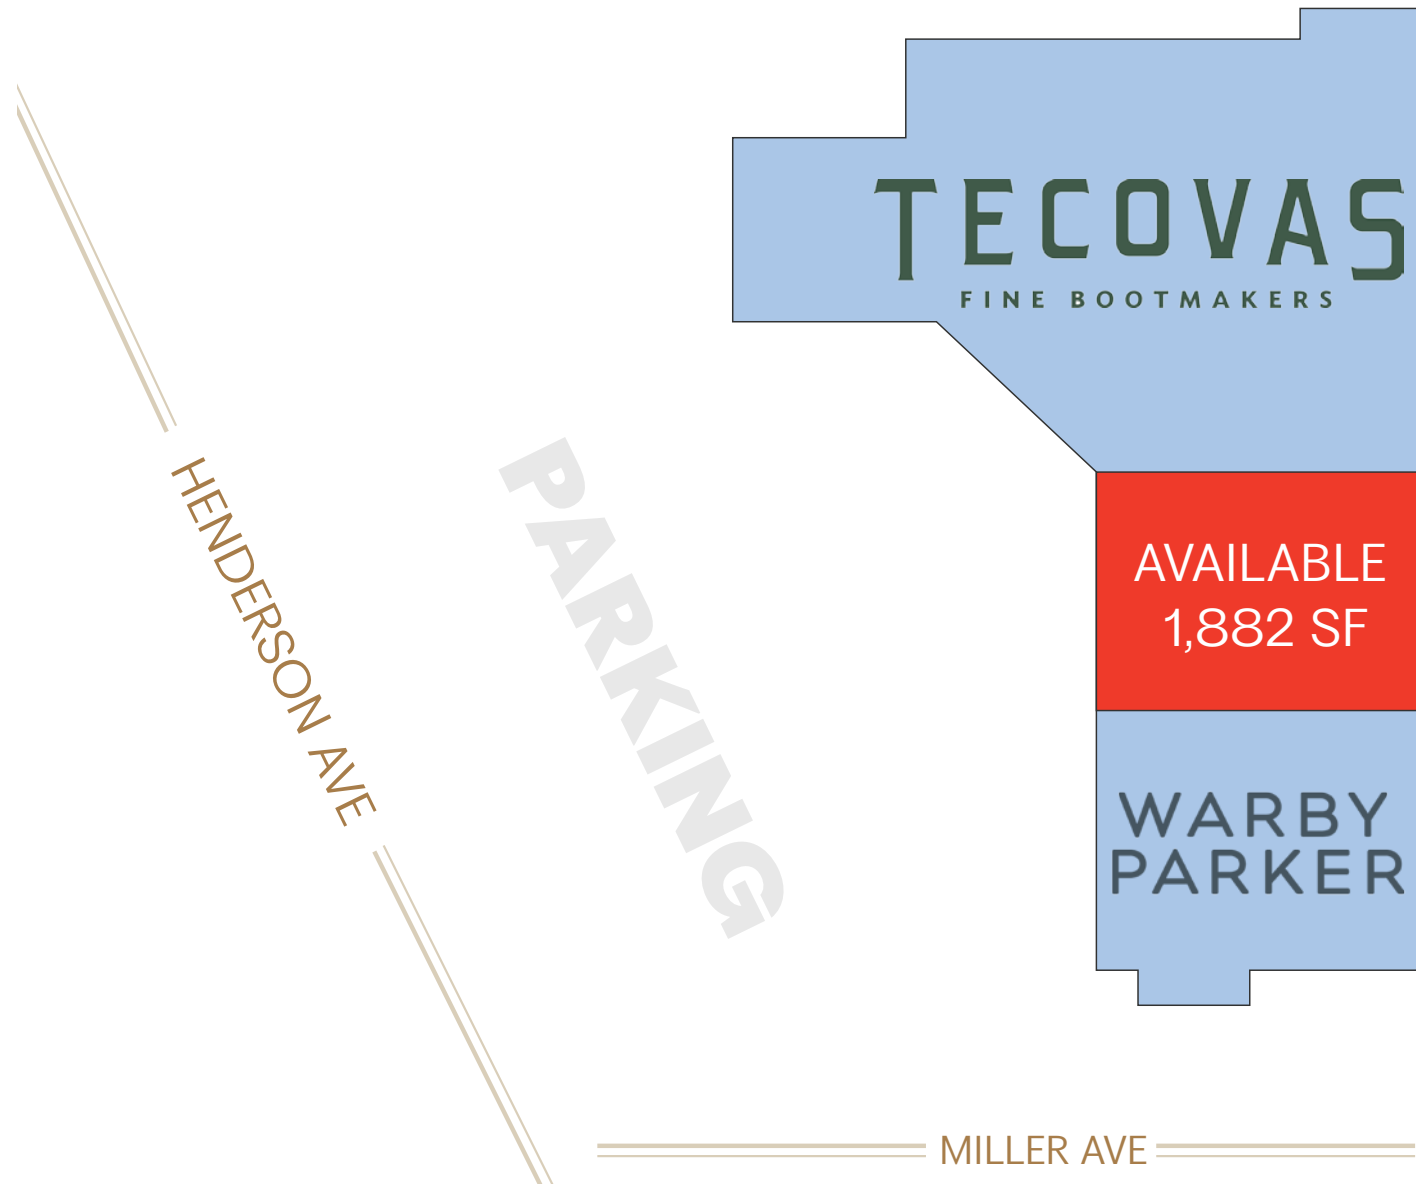 TECOVAS
FINE BOOTMAKERS
HENDERSON AVE
PARKING
AVAILABLE
1,882 SF
WARBY
PARKER
MILLER AVE